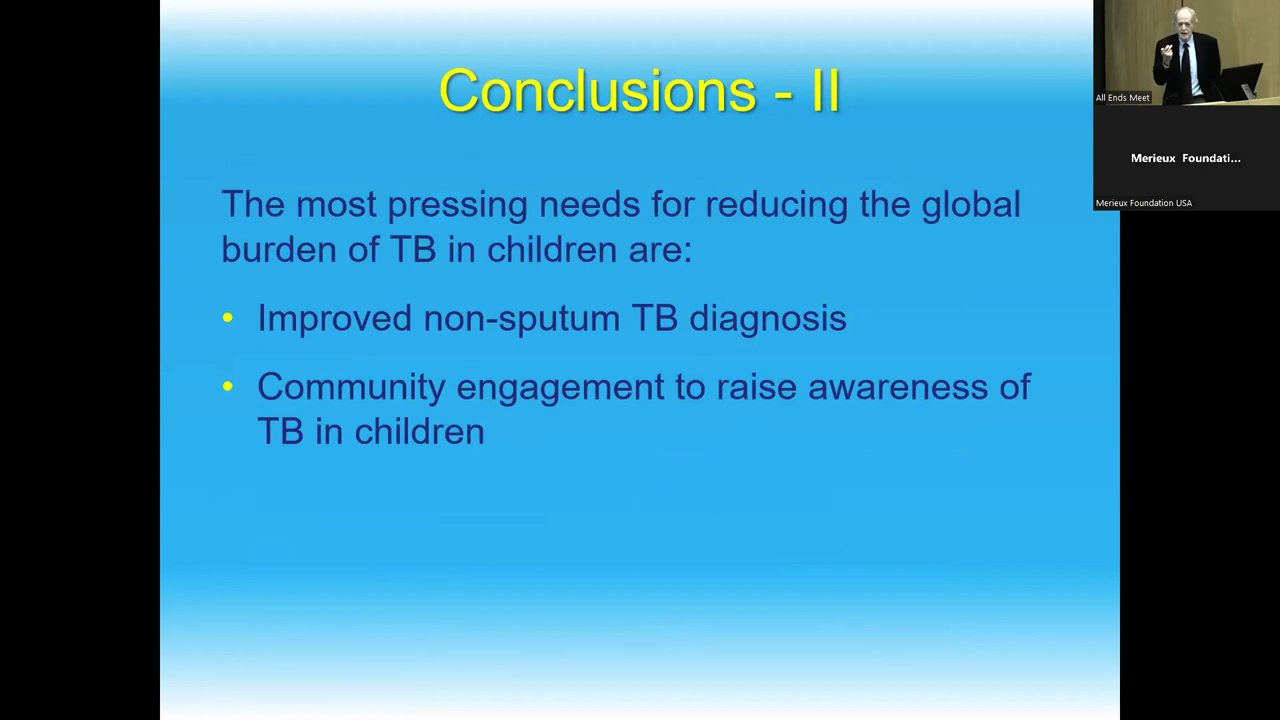 Conclusions - II
The most pressing needs for reducing the global
burden of TB in children are:
• Improved non-sputum TB diagnosis
• Community engagement to raise awareness of
TB in children
All Ends Meet
Merieux Foundati...
Merieux Foundation USA